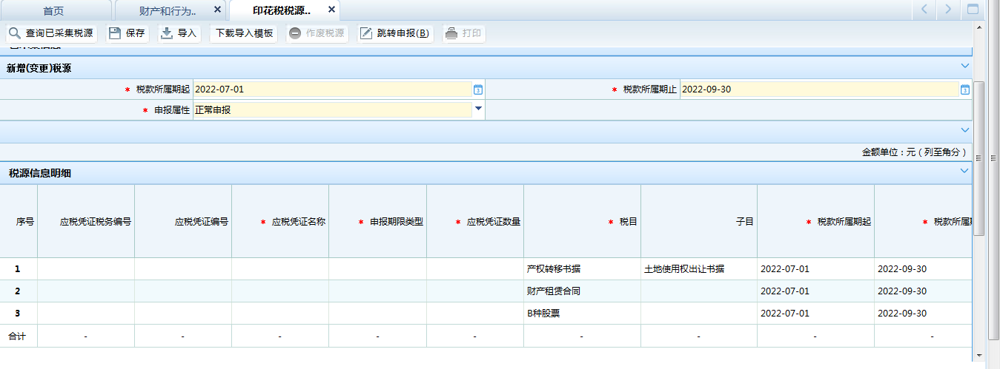 首页 财产和行为.. 印花税税源..
查询已采集税源 保存 导入 下载导入模板 作废税源 跳转申报(B) 打印
新增(变更)税源
* 税款所属期起 2022-07-01 * 税款所属期止 2022-09-30
* 申报属性 正常申报
金额单位：元（列至角分）
税源信息明细
序号 应税凭证税务编号 应税凭证编号 * 应税凭证名称 * 申报期限类型 * 应税凭证数量 * 税目 子目 * 税款所属期起 * 税款所属
1 产权转移书据 土地使用权出让书据 2022-07-01 2022-09-30
2 财产租赁合同 2022-07-01 2022-09-30
3 B种股票 2022-07-01 2022-09-30
合计 - - - - - - - - -